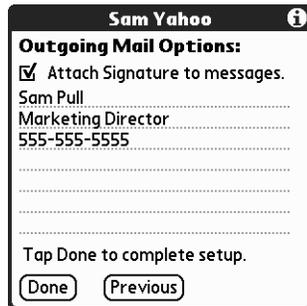 Sam Yahoo
Outgoing Mail Options:
Attach Signature to messages.
Sam Pull
Marketing Director
555-555-5555
Tap Done to complete setup.
Done Previous